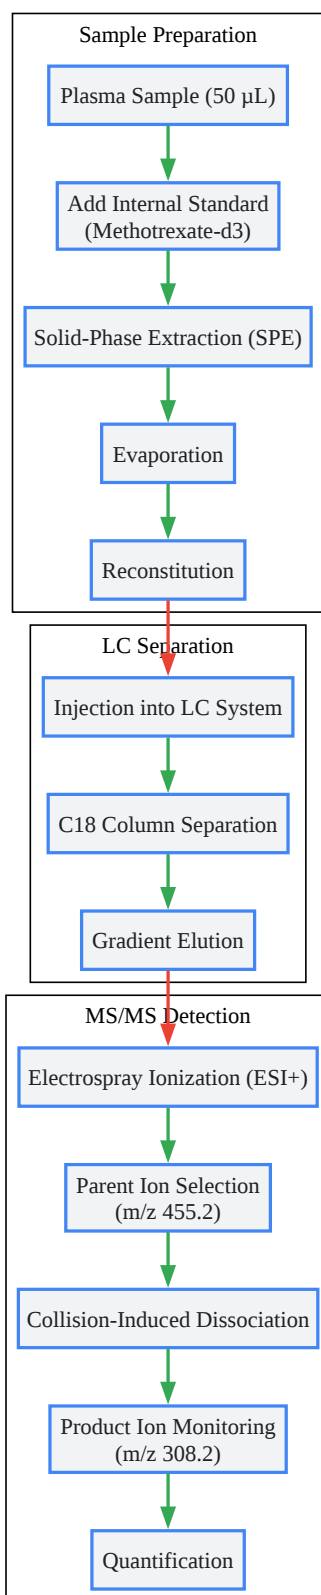 Sample Preparation
Plasma Sample (50 µL)
Add Internal Standard
(Methotrexate-d3)
Solid-Phase Extraction (SPE)
Evaporation
Reconstitution
LC Separation
Injection into LC System
C18 Column Separation
Gradient Elution
MS/MS Detection
Electrospray Ionization (ESI+)
Parent Ion Selection
(m/z 455.2)
Collision-Induced Dissociation
Product Ion Monitoring
(m/z 308.2)
Quantification